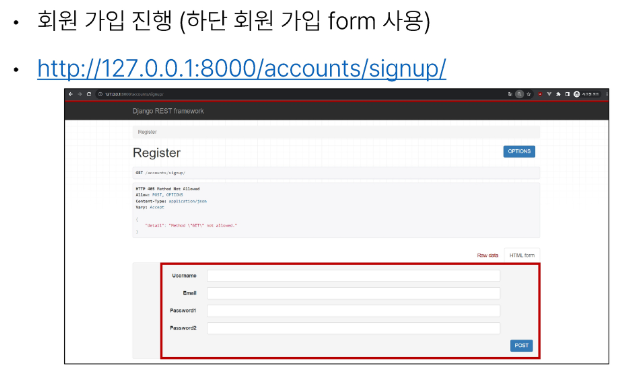 • 회원 가입 진행 (하단 회원 가입 form 사용)
• http://127.0.0.1:8000/accounts/signup/
Django REST framework
Register
Register
OPTIONS
GET /accounts/signup/
HTTP 405 Method Not Allowed
Allow: POST, OPTIONS
Content-Type: application/json
Vary: Accept
{
"detail": "Method \"GET\" not allowed."
}
Raw data
HTML form
Username
Email
Password1
Password2
POST